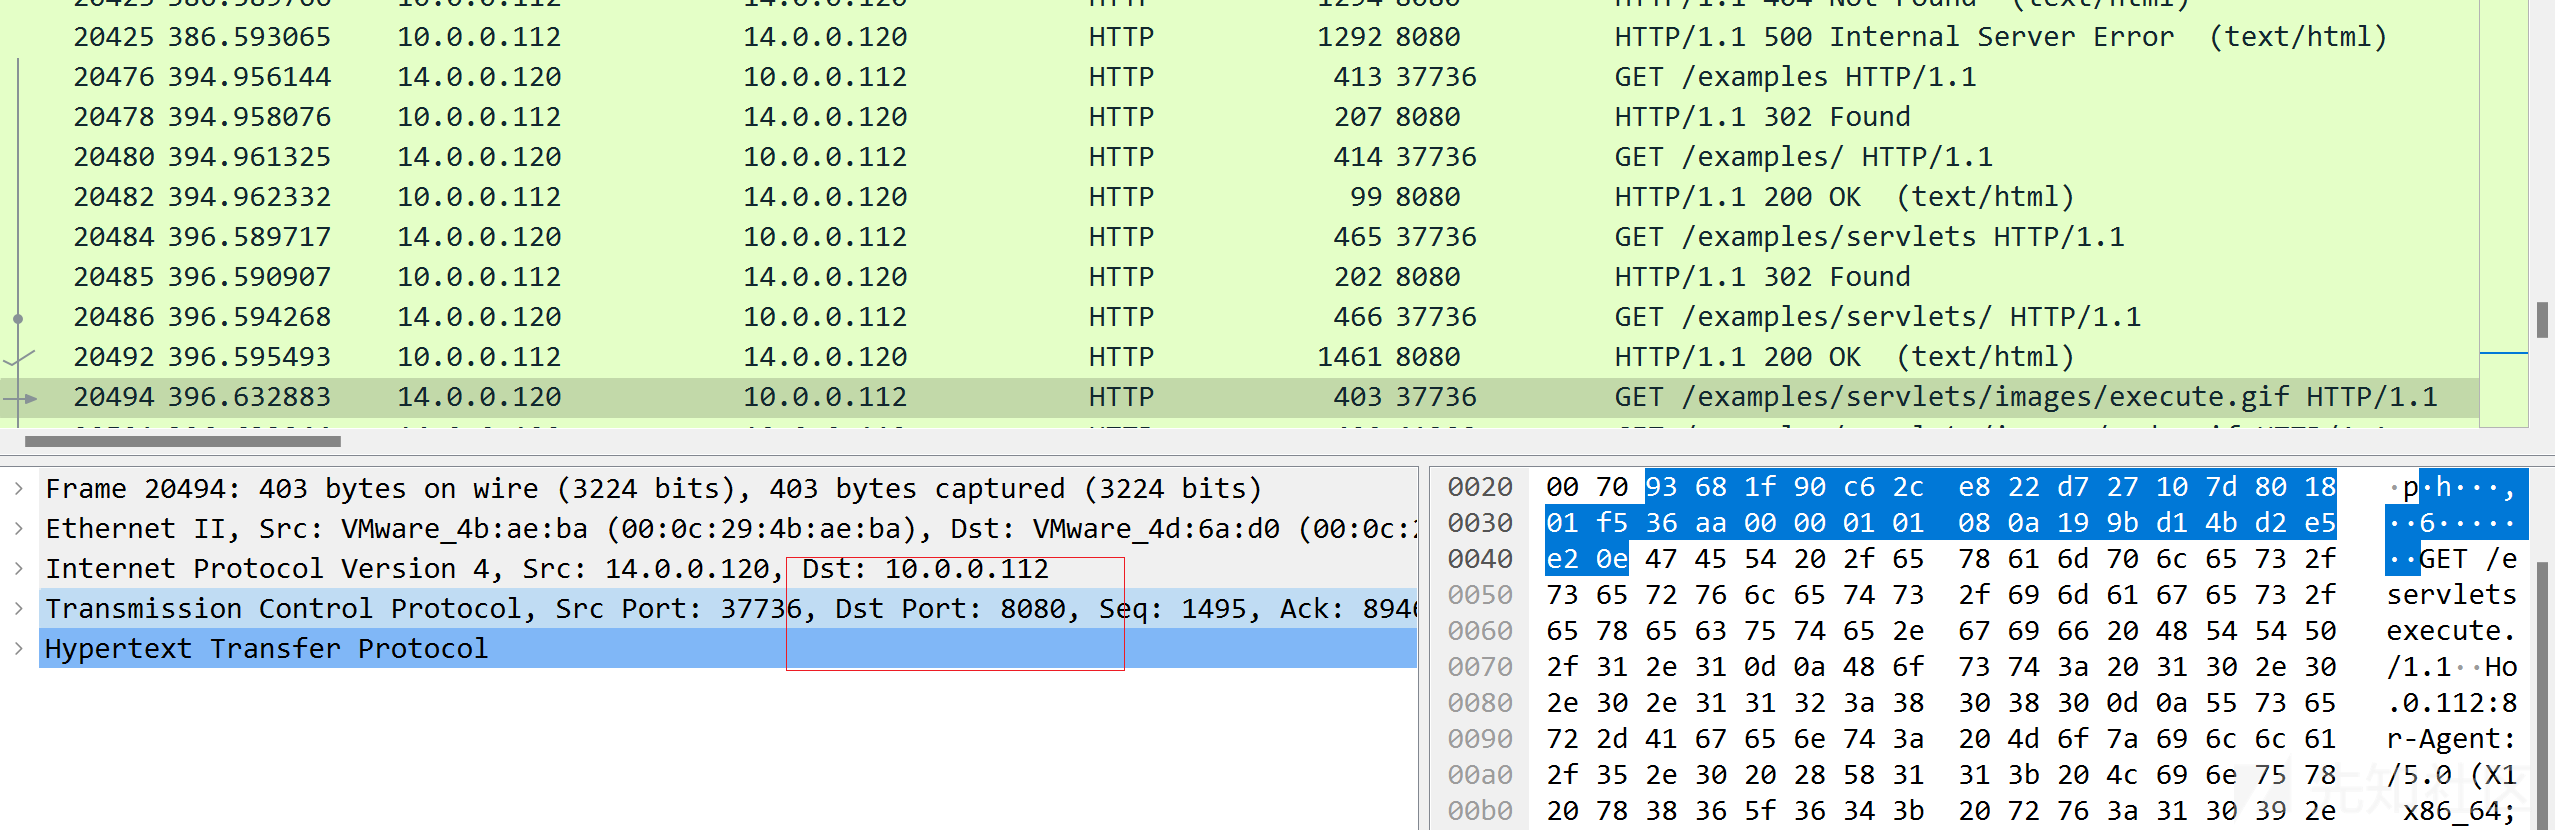 20425 386.593065 10.0.0.112 14.0.0.120 HTTP 1292 8080 HTTP/1.1 500 Internal Server Error (text/html)
20476 394.956144 14.0.0.120 10.0.0.112 HTTP 413 37736 GET /examples HTTP/1.1
20478 394.958076 10.0.0.112 14.0.0.120 HTTP 207 8080 HTTP/1.1 302 Found
20480 394.961325 14.0.0.120 10.0.0.112 HTTP 414 37736 GET /examples/ HTTP/1.1
20482 394.962332 10.0.0.112 14.0.0.120 HTTP 99 8080 HTTP/1.1 200 OK (text/html)
20484 396.589717 14.0.0.120 10.0.0.112 HTTP 465 37736 GET /examples/servlets HTTP/1.1
20485 396.590907 10.0.0.112 14.0.0.120 HTTP 202 8080 HTTP/1.1 302 Found
20486 396.594268 14.0.0.120 10.0.0.112 HTTP 466 37736 GET /examples/servlets/ HTTP/1.1
20492 396.595493 10.0.0.112 14.0.0.120 HTTP 1461 8080 HTTP/1.1 200 OK (text/html)
20494 396.632883 14.0.0.120 10.0.0.112 HTTP 403 37736 GET /examples/servlets/images/execute.gif HTTP/1.1
Frame 20494: 403 bytes on wire (3224 bits), 403 bytes captured (3224 bits)
Ethernet II, Src: VMware_4b:ae:ba (00:0c:29:4b:ae:ba), Dst: VMware_4d:6a:d0 (00:0c:
Internet Protocol Version 4, Src: 14.0.0.120, Dst: 10.0.0.112
Transmission Control Protocol, Src Port: 37736, Dst Port: 8080, Seq: 1495, Ack: 894
Hypertext Transfer Protocol
0020 00 70 93 68 1f 90 c6 2c e8 22 d7 27 10 7d 80 18 ·p·h···,
0030 01 f5 36 aa 00 00 01 01 08 0a 19 9b d1 4b d2 e5 ··6·····
0040 e2 0e 47 45 54 20 2f 65 78 61 6d 70 6c 65 73 2f ··GET /e
0050 73 65 72 76 6c 65 74 73 2f 69 6d 61 67 65 73 2f servlets
0060 65 78 65 63 75 74 65 2e 67 69 66 20 48 54 54 50 execute.
0070 2f 31 2e 31 0d 0a 48 6f 73 74 3a 20 31 30 2e 30 /1.1··Ho
0080 2e 30 2e 31 31 32 3a 38 30 38 30 0d 0a 55 73 65 .0.112:8
0090 72 2d 41 67 65 6e 74 3a 20 4d 6f 7a 69 6c 6c 61 r-Agent:
00a0 2f 35 2e 30 20 28 58 31 31 3b 20 4c 69 6e 75 78 /5.0 (X1
00b0 20 78 38 36 5f 36 34 3b 20 72 76 3a 31 30 39 2e x86_64;
先知社区